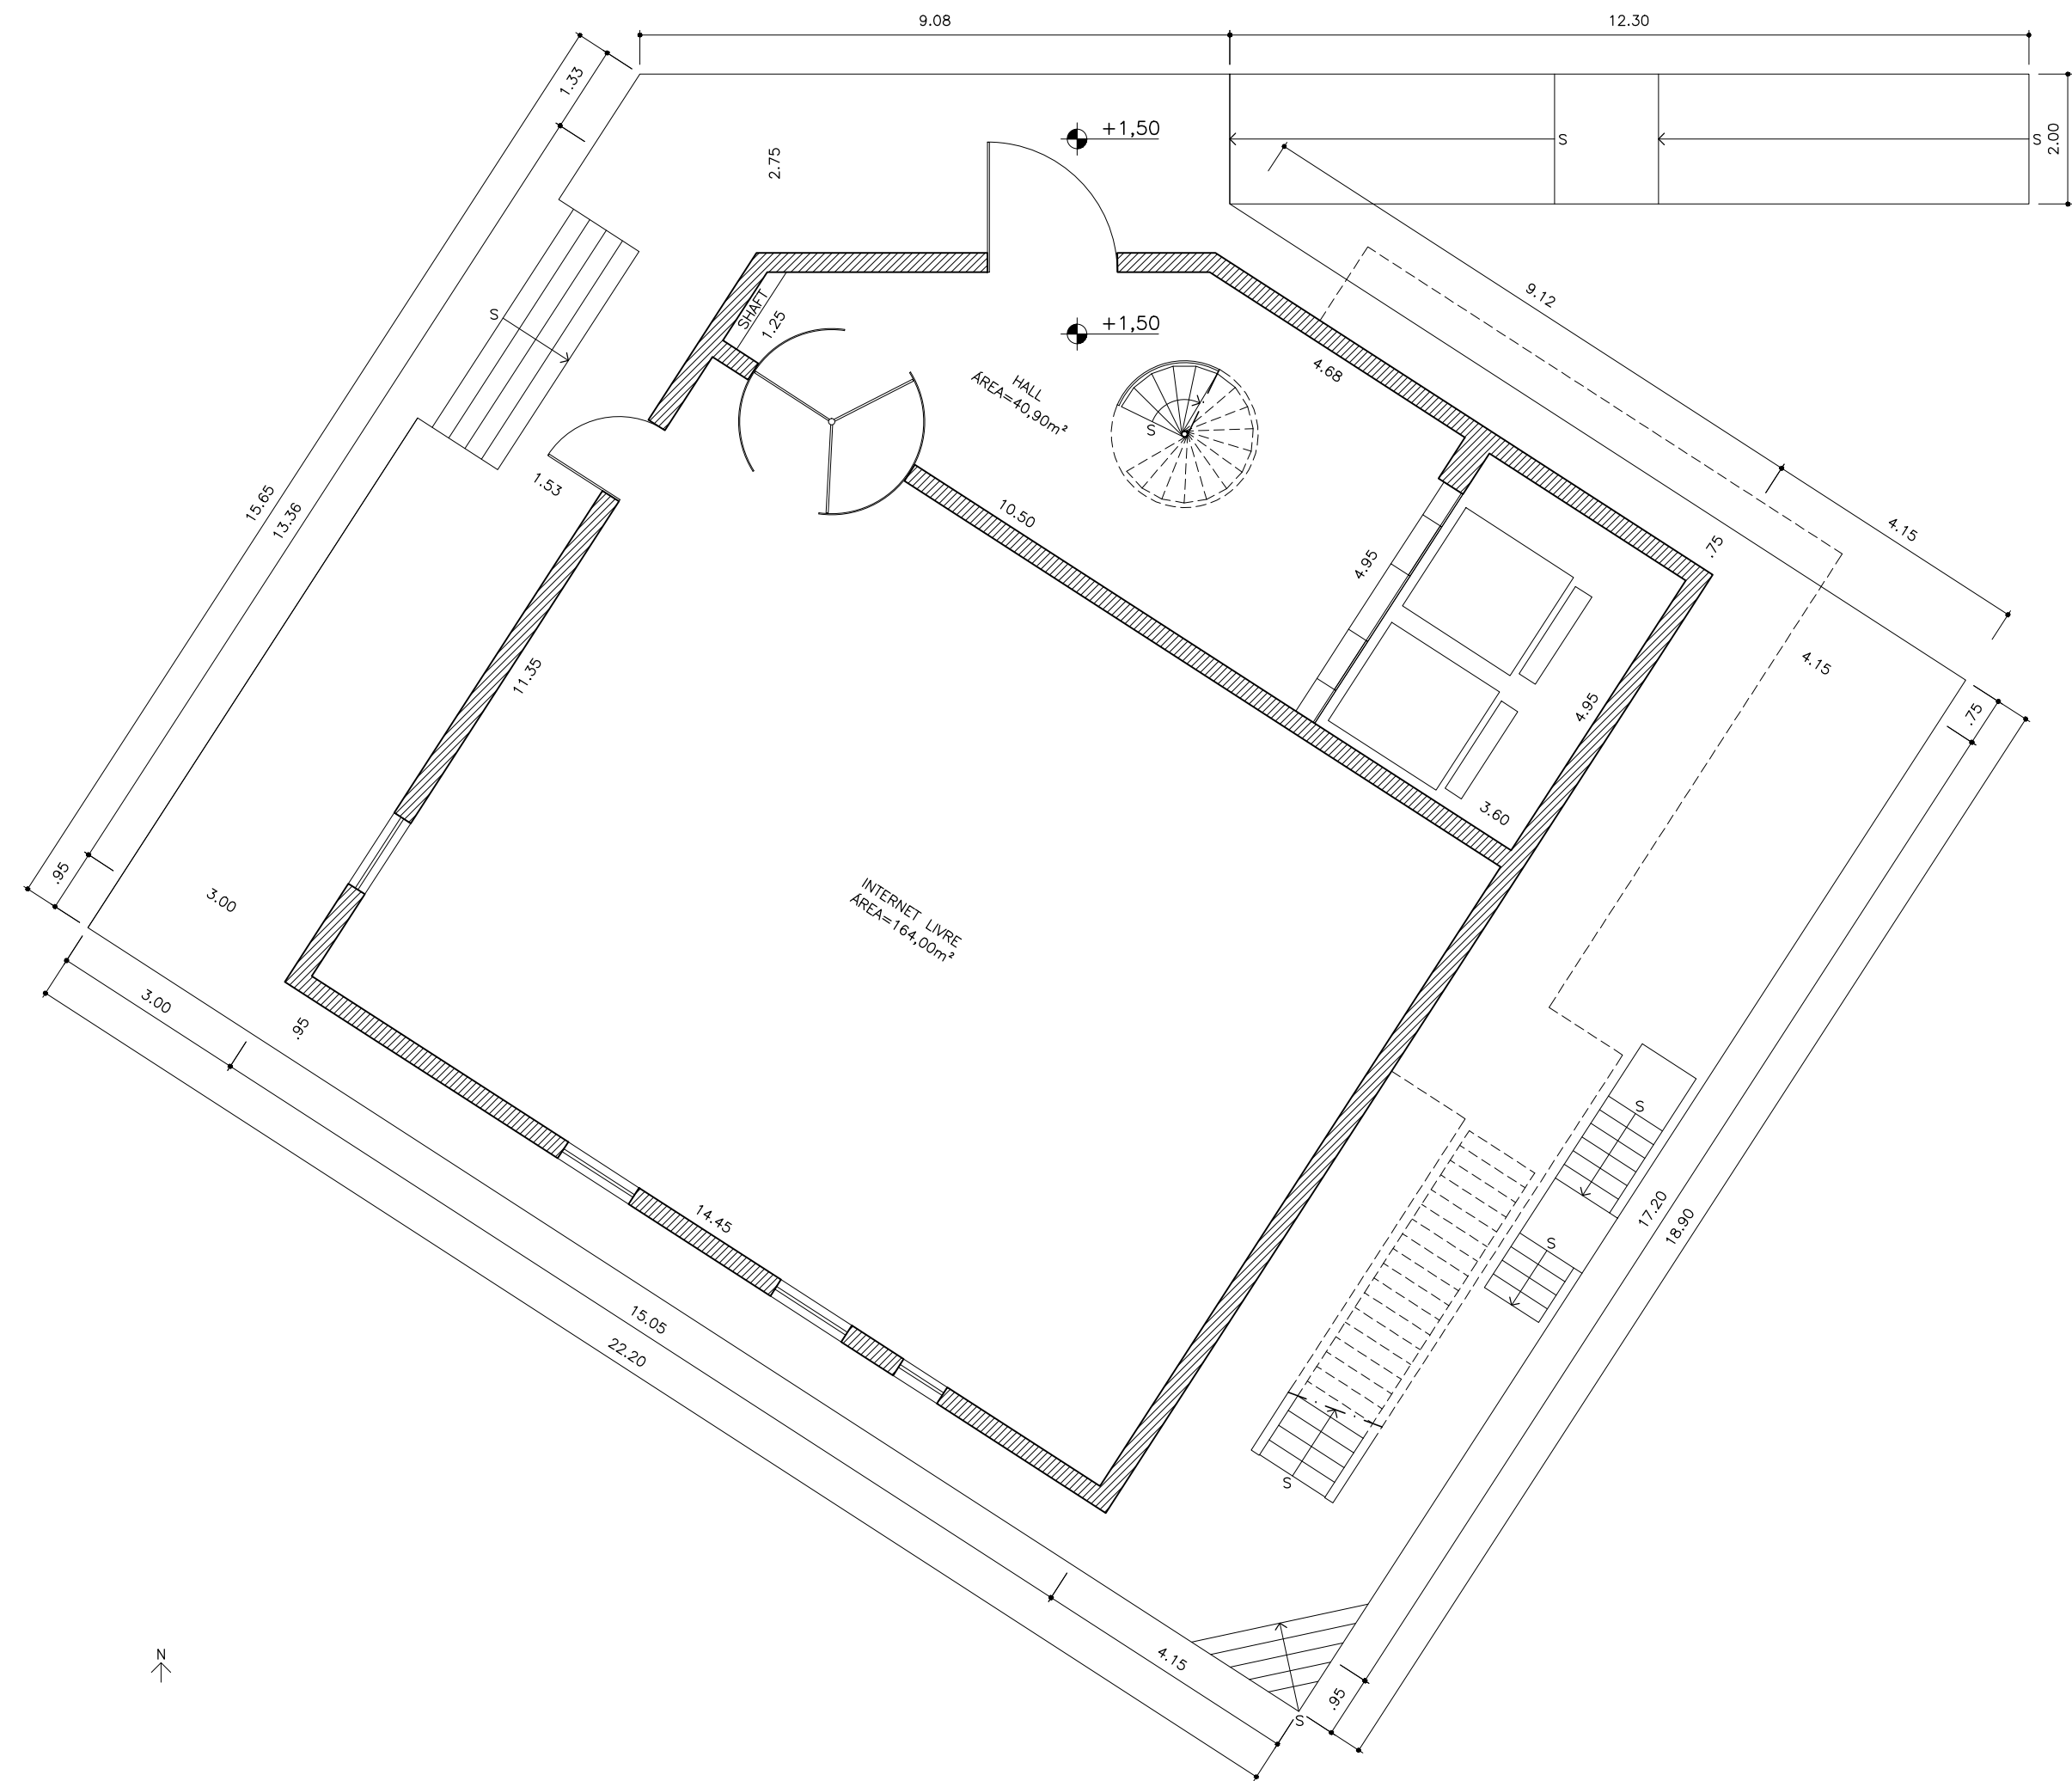 9.08
12.30
1.33
+1,50
2.75
S
S
2.00
9.12
SHAFT
1.25
+1,50
S
HALL
ÁREA=40,90m²
4.68
S
1.53
15.65
13.36
10.50
4.95
.75
4.15
4.15
11.35
4.95
.75
3.60
.95
3.00
INTERNET LIVRE
ÁREA=164,00m²
3.00
.95
S
14.45
17.20
18.90
S
15.05
22.20
S
N
4.15
.95
S